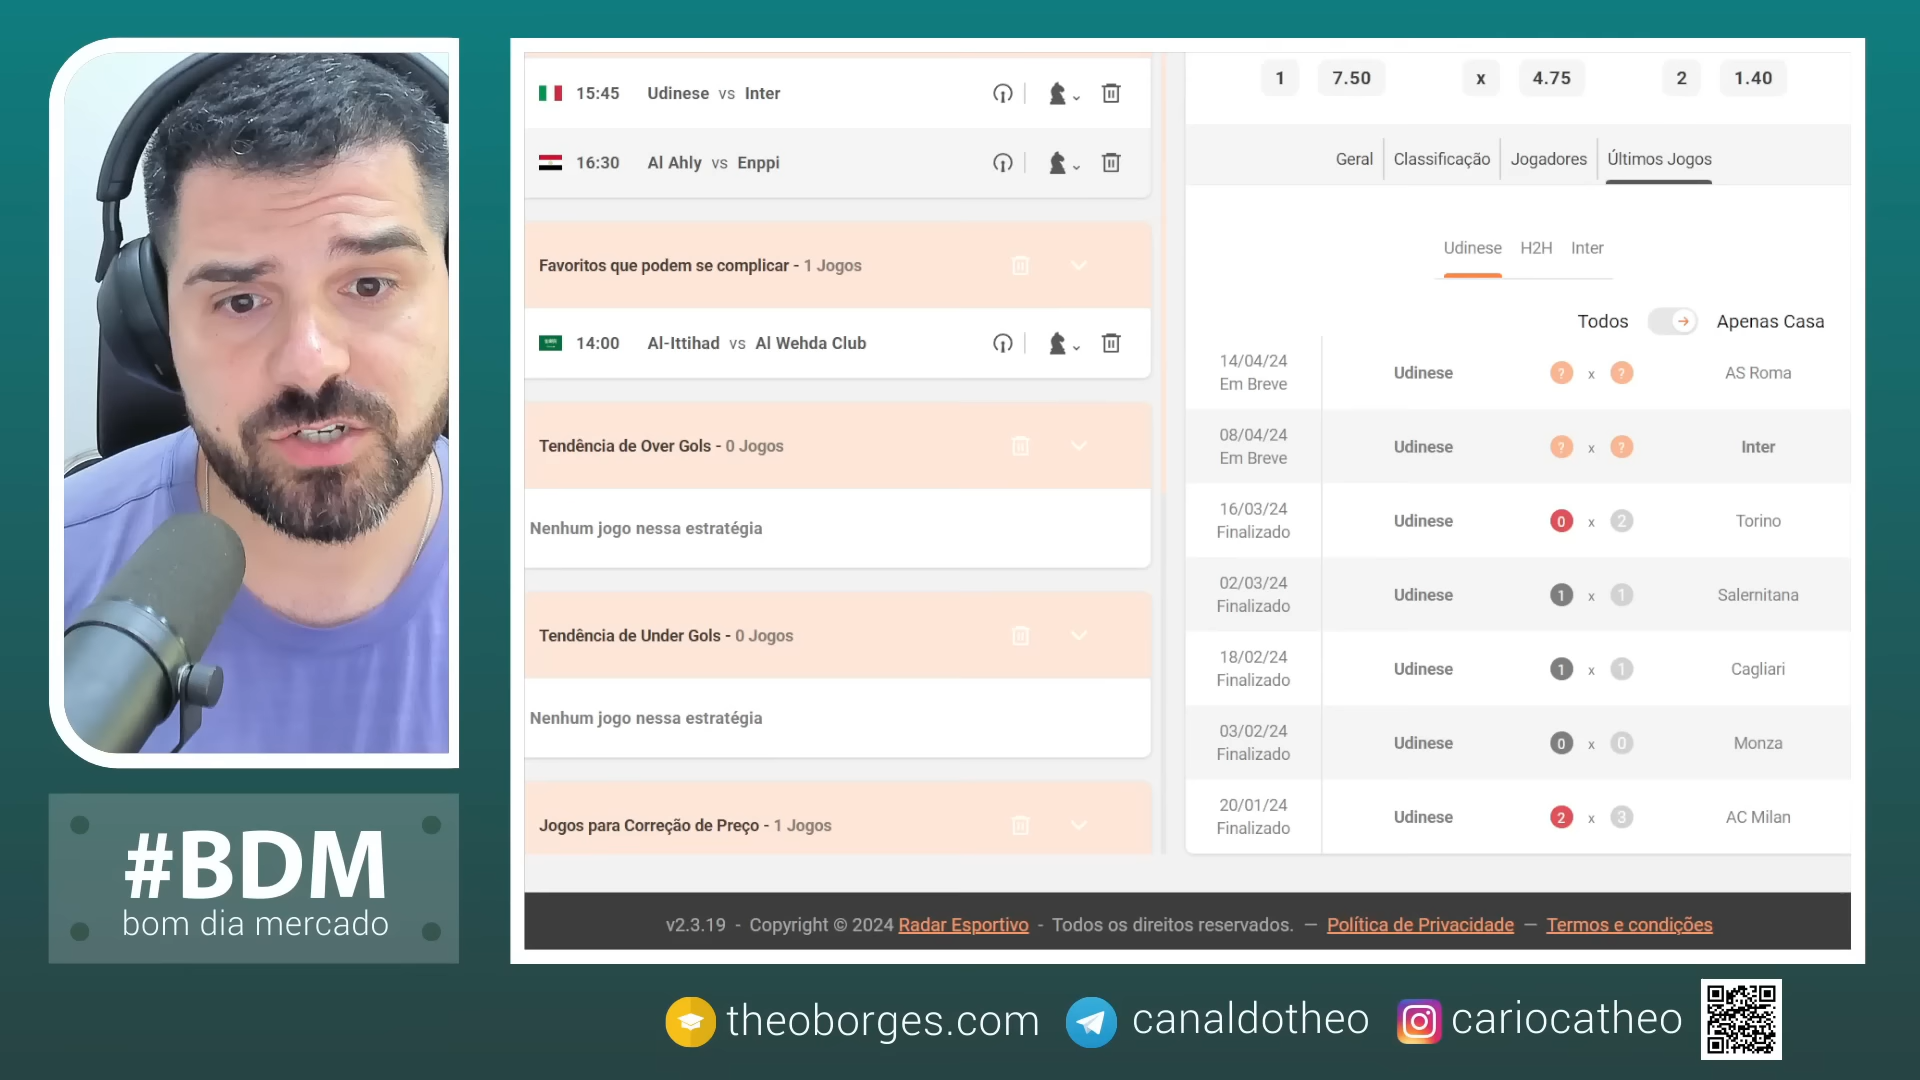 #BDM
bom dia mercado
15:45 Udinese vs Inter
16:30 Al Ahly vs Enppi
Favoritos que podem se complicar - 1 Jogos
14:00 Al-Ittihad vs Al Wehda Club
Tendência de Over Gols - 0 Jogos
Nenhum jogo nessa estratégia
Tendência de Under Gols - 0 Jogos
Nenhum jogo nessa estratégia
Jogos para Correção de Preço - 1 Jogos
1 7.50 x 4.75 2 1.40
Geral Classificação Jogadores Últimos Jogos
Udinese H2H Inter
Todos Apenas Casa
14/04/24
Em Breve
Udinese ? x ? AS Roma
08/04/24
Em Breve
Udinese ? x ? Inter
16/03/24
Finalizado
Udinese 0 x 2 Torino
02/03/24
Finalizado
Udinese 1 x 1 Salernitana
18/02/24
Finalizado
Udinese 1 x 1 Cagliari
03/02/24
Finalizado
Udinese 0 x 0 Monza
20/01/24
Finalizado
Udinese 2 x 3 AC Milan
v2.3.19 - Copyright © 2024 Radar Esportivo - Todos os direitos reservados. — Política de Privacidade — Termos e condições
theoborges.com canaldotheo cariocatheo